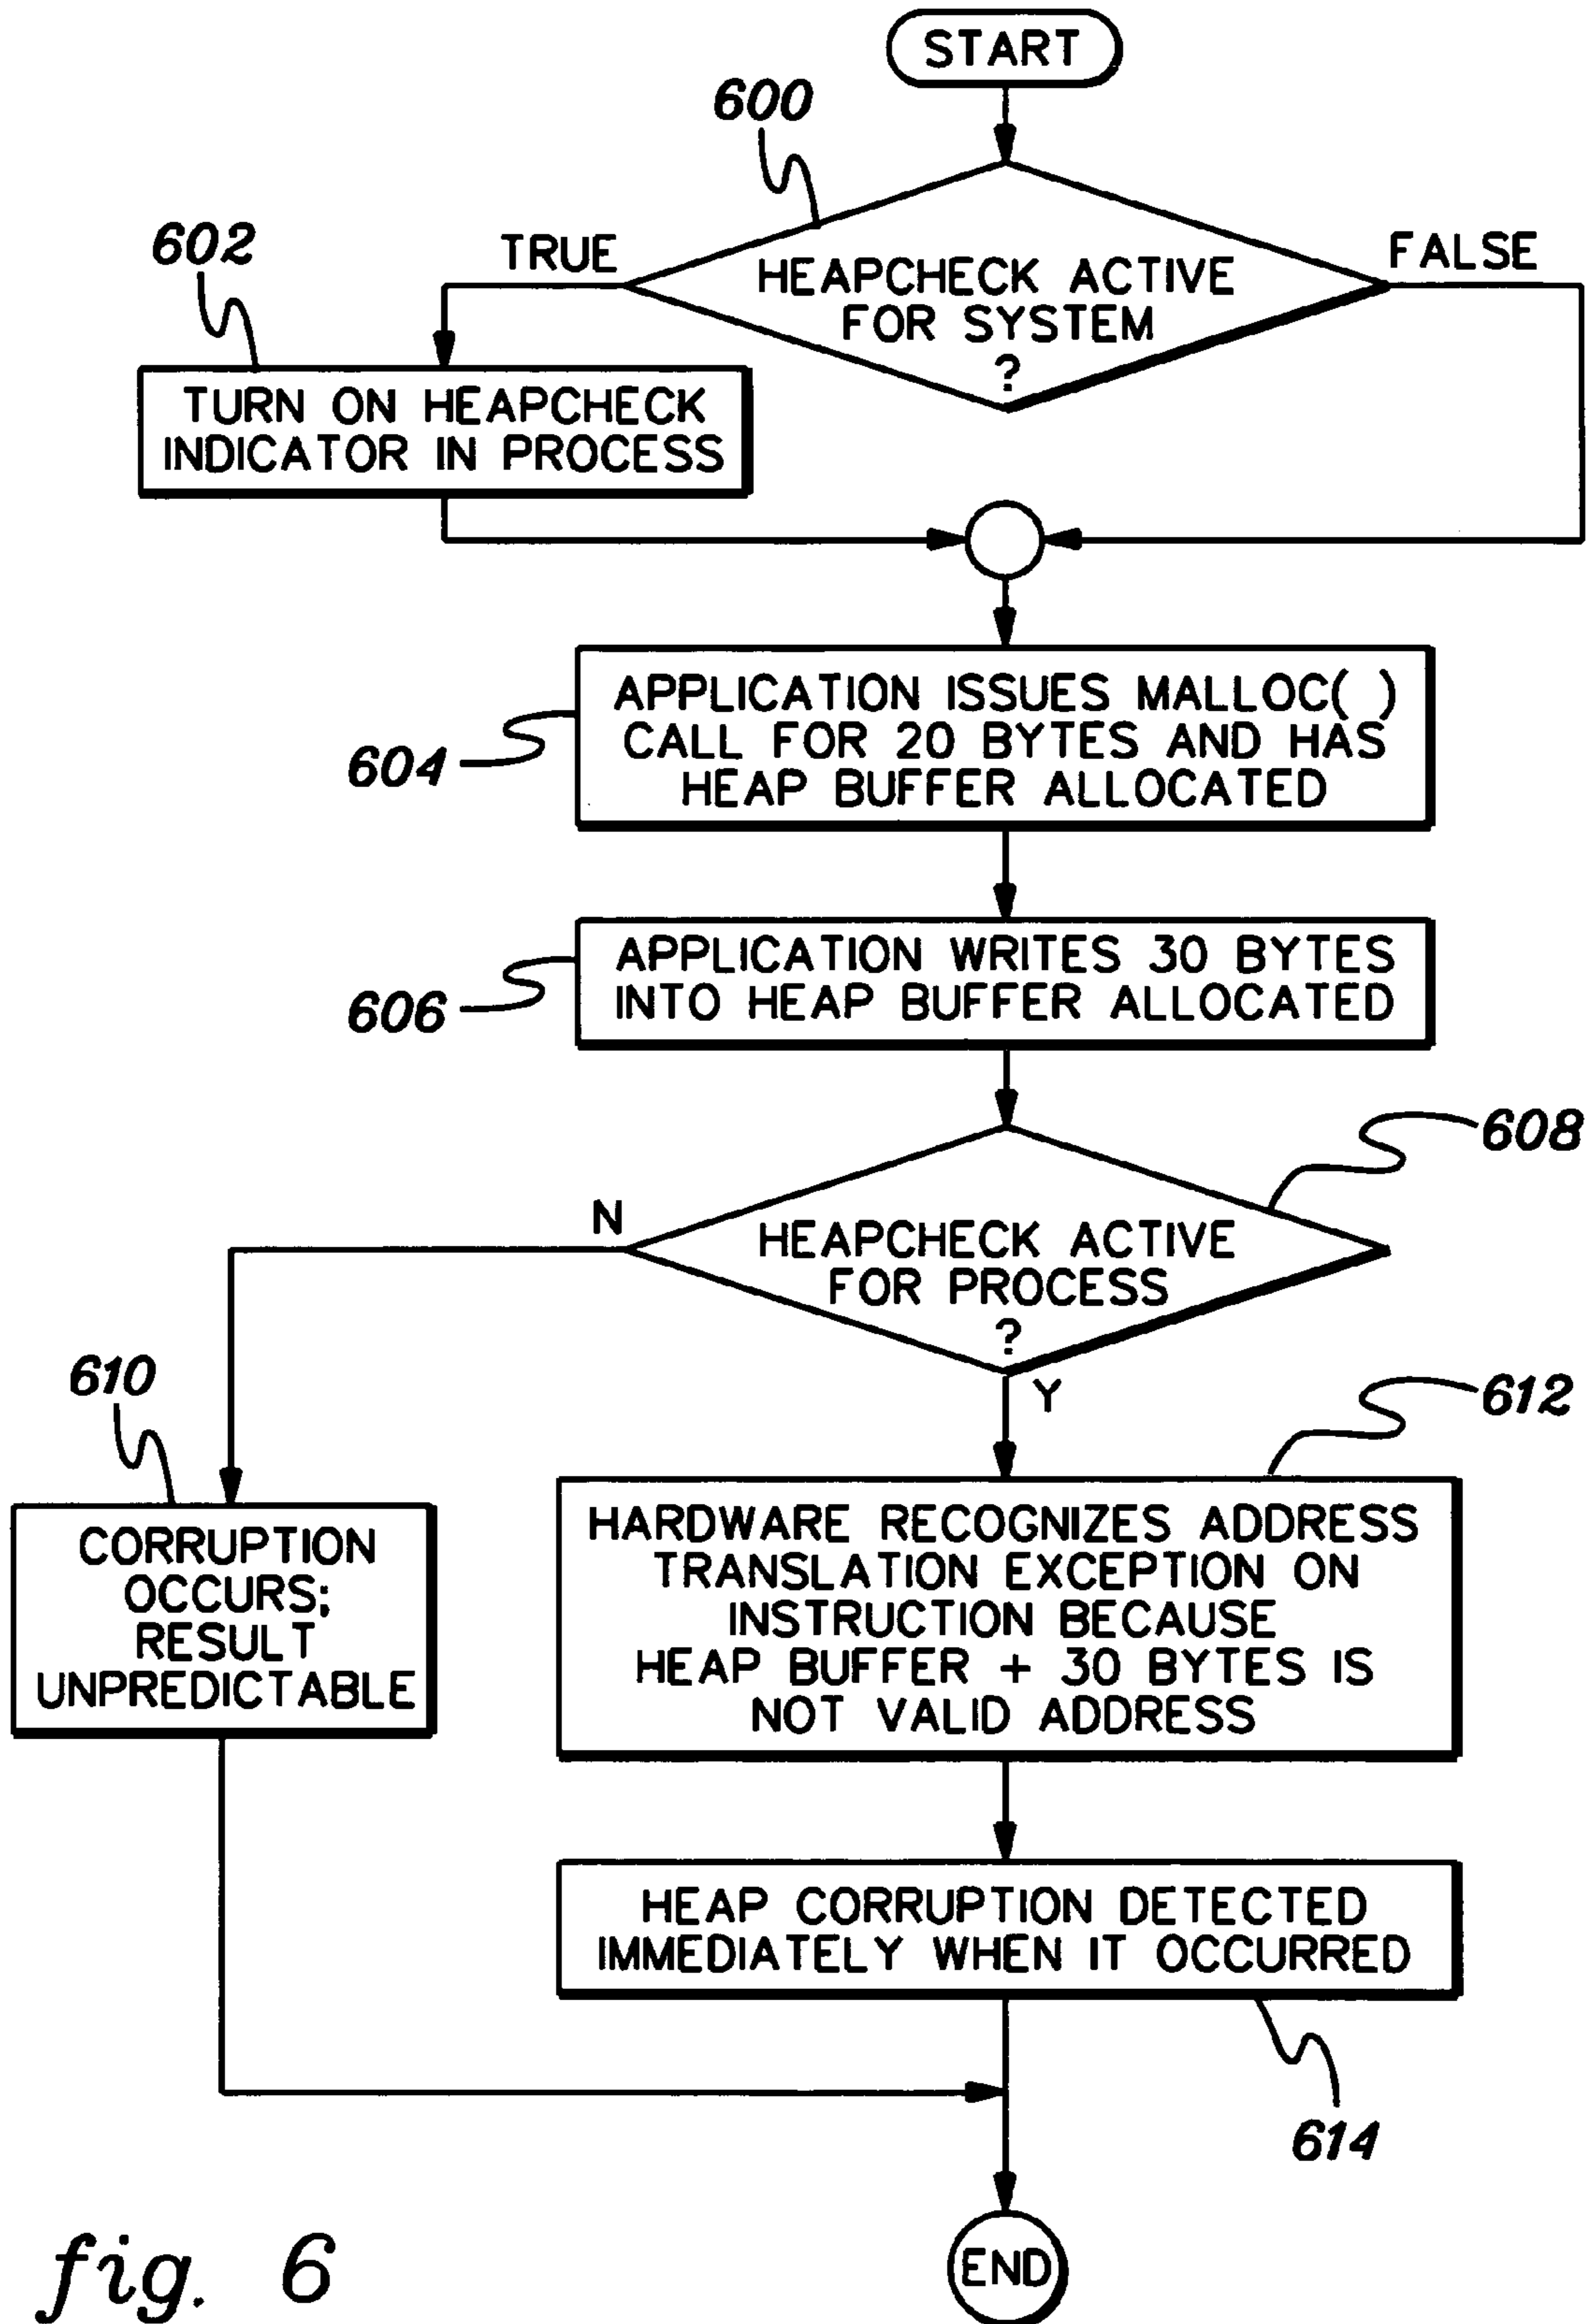 START
600
602
TRUE
FALSE
HEAPCHECK ACTIVE
FOR SYSTEM
?
TURN ON HEAPCHECK
INDICATOR IN PROCESS
APPLICATION ISSUES MALLOC( )
CALL FOR 20 BYTES AND HAS
HEAP BUFFER ALLOCATED
604
APPLICATION WRITES 30 BYTES
INTO HEAP BUFFER ALLOCATED
606
608
N
HEAPCHECK ACTIVE
FOR PROCESS
?
Y
610
612
CORRUPTION
OCCURS;
RESULT
UNPREDICTABLE
HARDWARE RECOGNIZES ADDRESS
TRANSLATION EXCEPTION ON
INSTRUCTION BECAUSE
HEAP BUFFER + 30 BYTES IS
NOT VALID ADDRESS
HEAP CORRUPTION DETECTED
IMMEDIATELY WHEN IT OCCURRED
614
END
fig. 6